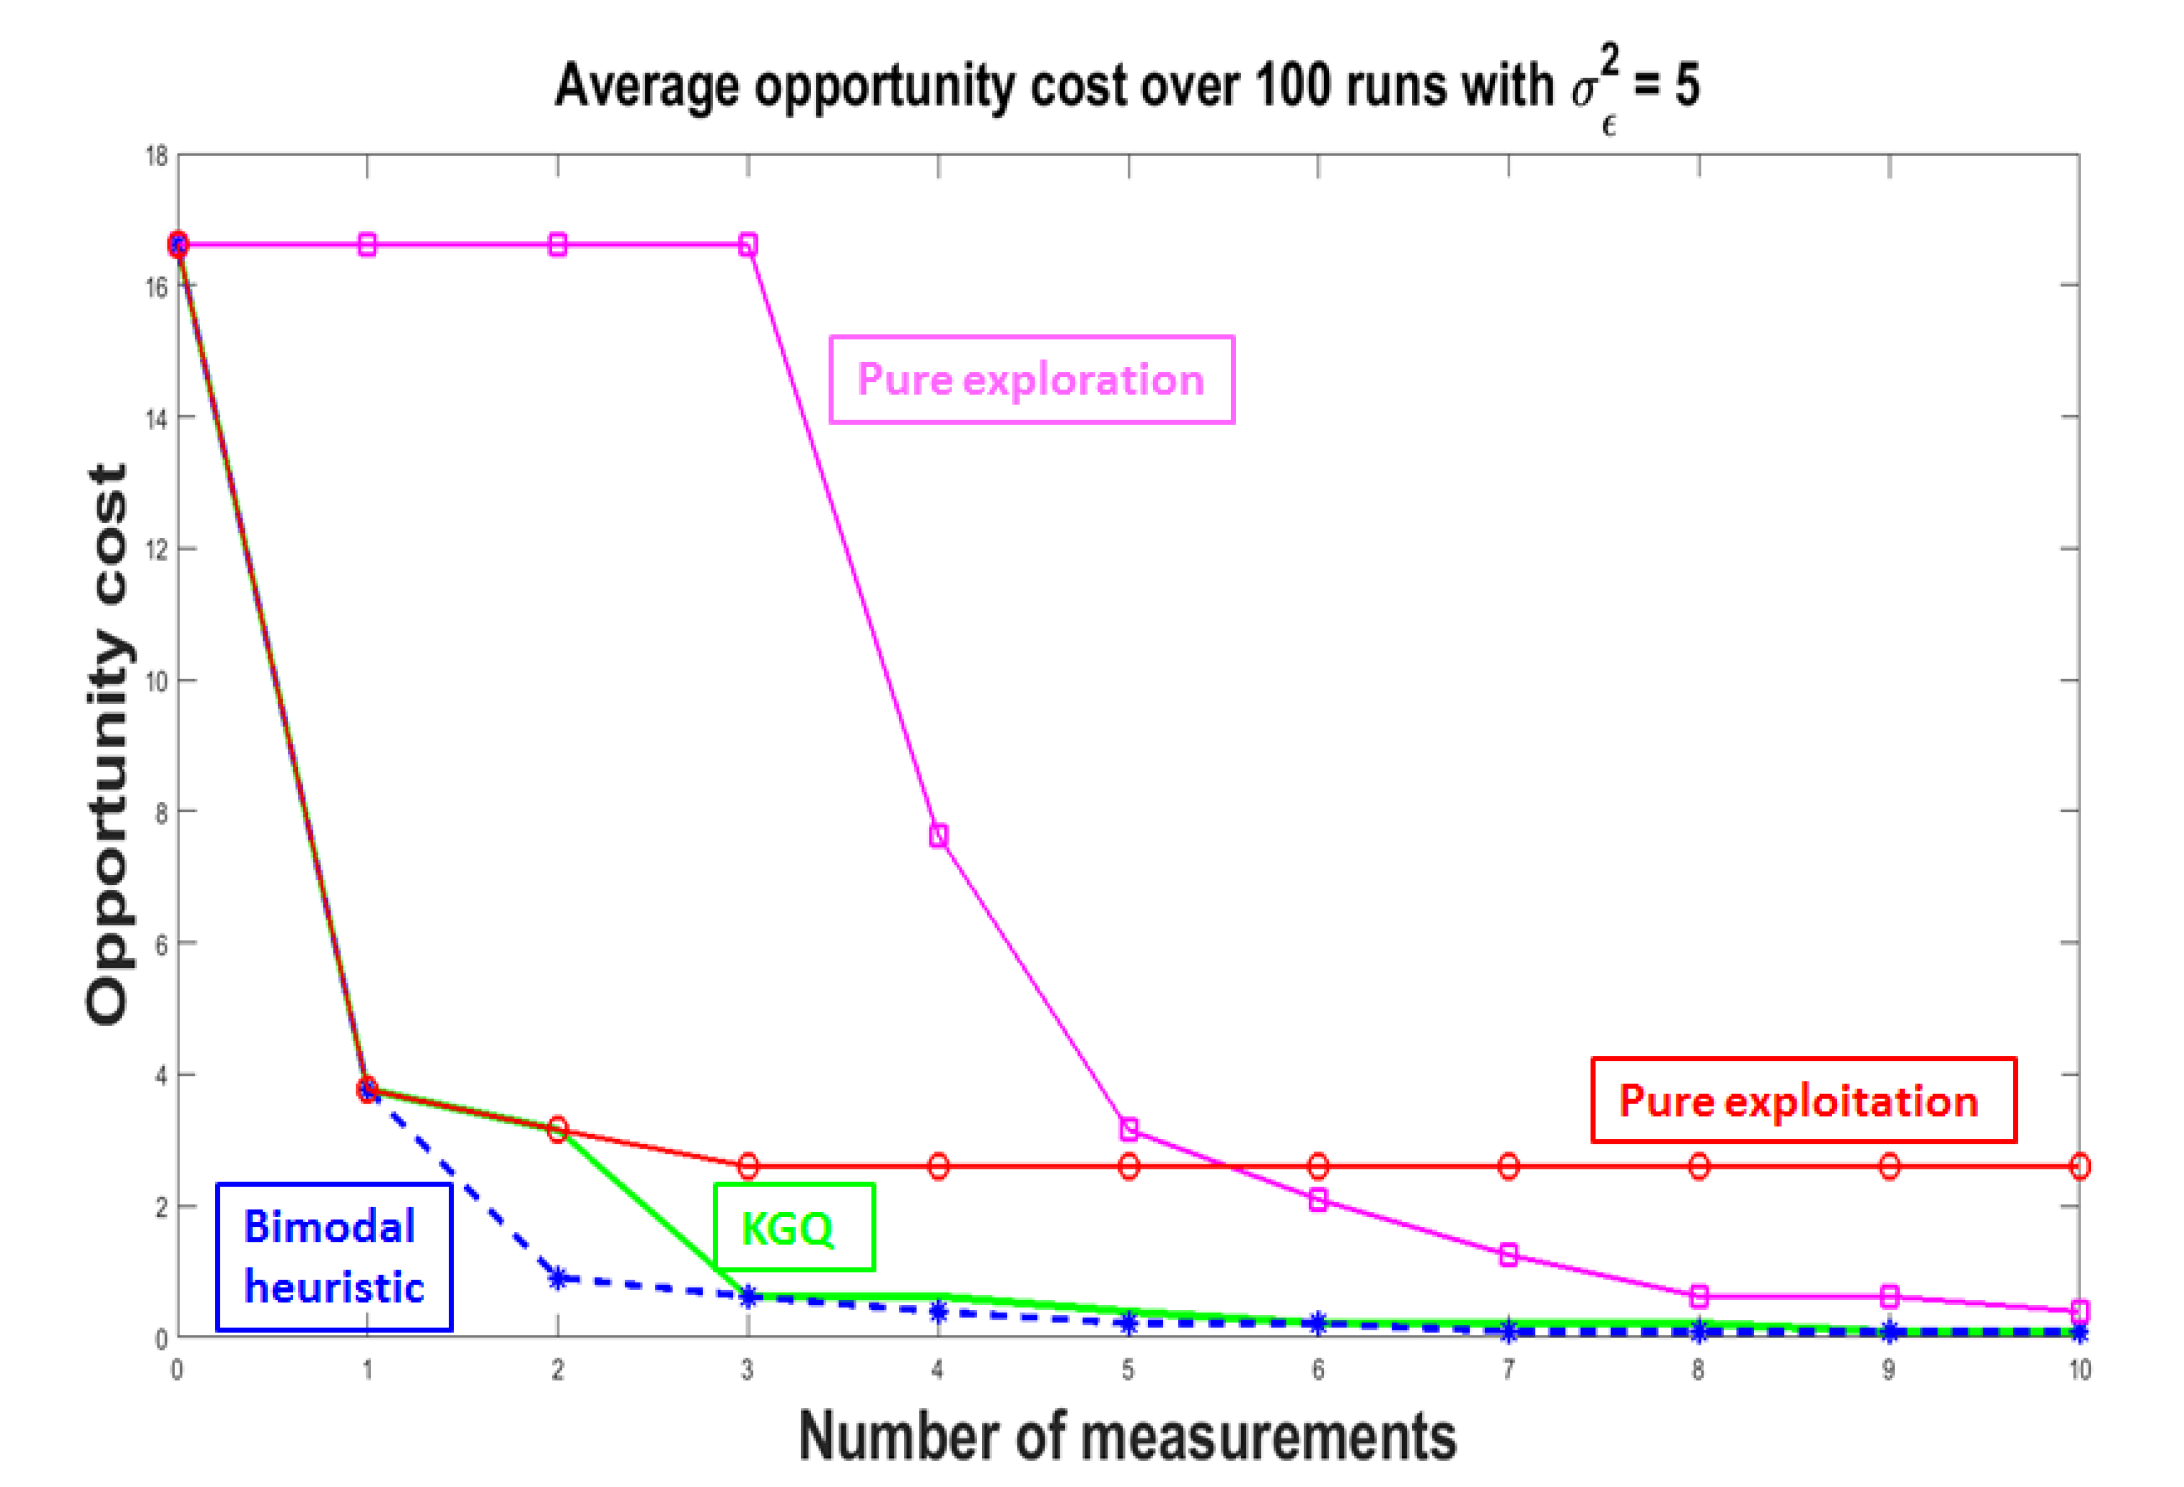 Average opportunity cost over 100 runs with σ²ϵ = 5
18
16
14
12
10
8
6
4
2
0
Opportunity cost
Pure exploration
Pure exploitation
KGQ
Bimodal
heuristic
0 1 2 3 4 5 6 7 8 9 10
Number of measurements